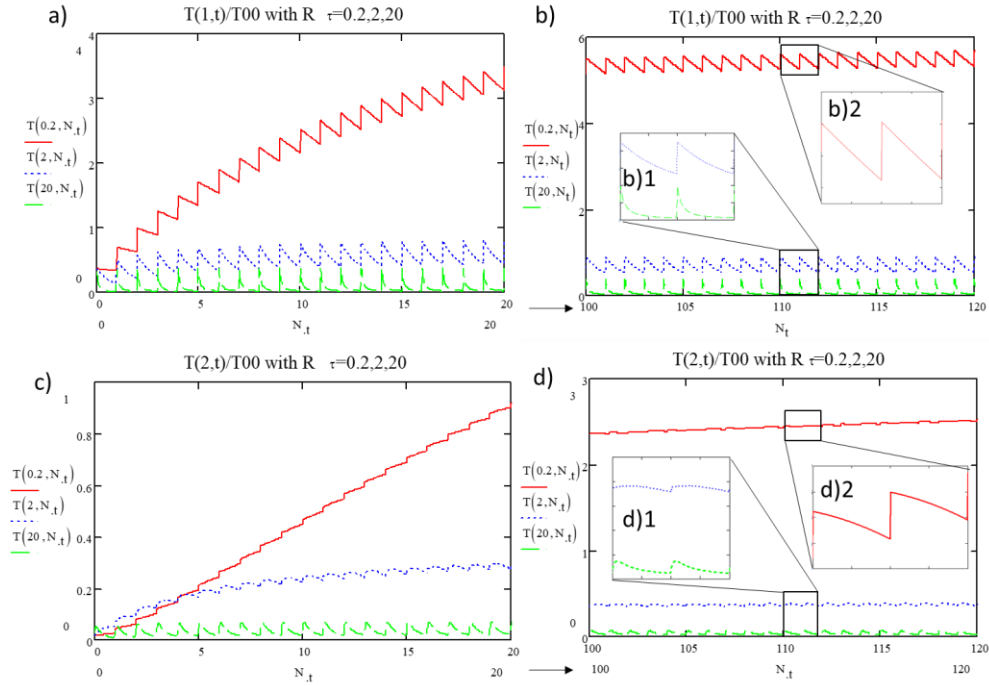 a)
T(1,t)/T00 with R τ=0.2,2,20
4
3
2
1
0
T(0.2,N.t)
T(2,N.t)
T(20,N.t)
0 5 10 15 20
0 N.t 20
b)
T(1,t)/T00 with R τ=0.2,2,20
6
4
2
0
T(0.2,Nt)
T(2,Nt)
T(20,Nt)
b)1
b)2
100 105 110 115 120
100 Nt 120
c)
T(2,t)/T00 with R τ=0.2,2,20
1
0.8
0.6
0.4
0.2
0
T(0.2,N.t)
T(2,N.t)
T(20,N.t)
0 5 10 15 20
0 N.t 20
d)
T(2,t)/T00 with R τ=0.2,2,20
3
2
1
0
T(0.2,N.t)
T(2,N.t)
T(20,N.t)
d)1
d)2
100 105 110 115 120
100 N.t 120